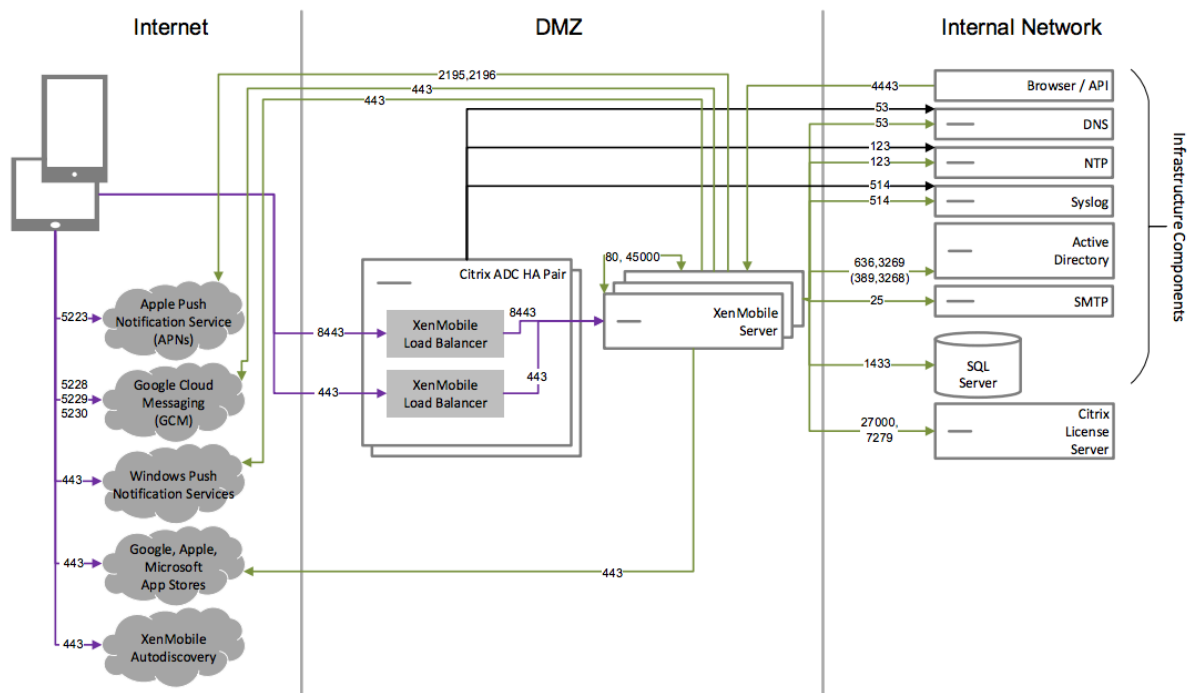 Internet
DMZ
Internal Network
2195,2196
443
443
4443
Browser / API
53
53
DNS
123
123
NTP
514
514
Syslog
636,3269
(389,3268)
Active
Directory
25
SMTP
1433
SQL
Server
27000,
7279
Citrix
License
Server
Infrastructure Components
Citrix ADC HA Pair
80, 45000
XenMobile
Server
8443
XenMobile
Load Balancer
8443
443
XenMobile
Load Balancer
443
5223
Apple Push
Notification Service
(APNs)
5228
5229
5230
Google Cloud
Messaging
(GCM)
443
Windows Push
Notification Services
443
Google, Apple,
Microsoft
App Stores
443
443
XenMobile
Autodiscovery